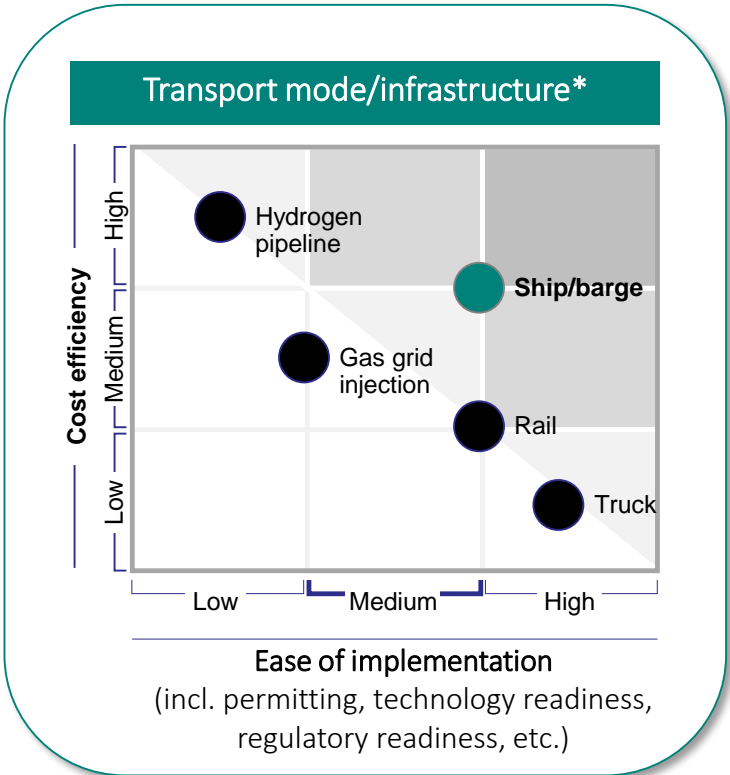 Transport mode/infrastructure*
Cost efficiency
High
Medium
Low
Hydrogen
pipeline
Ship/barge
Gas grid
injection
Rail
Truck
Low
Medium
High
Ease of implementation
(incl. permitting, technology readiness,
regulatory readiness, etc.)